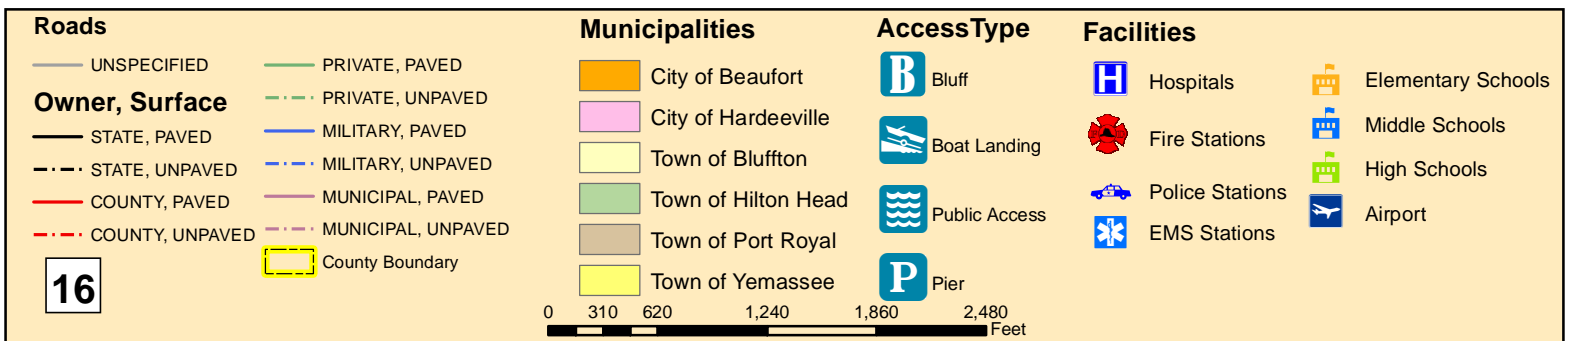 Roads
UNSPECIFIED
Owner, Surface
STATE, PAVED
STATE, UNPAVED
COUNTY, PAVED
COUNTY, UNPAVED
16
PRIVATE, PAVED
PRIVATE, UNPAVED
MILITARY, PAVED
MILITARY, UNPAVED
MUNICIPAL, PAVED
MUNICIPAL, UNPAVED
County Boundary
Municipalities
City of Beaufort
City of Hardeeville
Town of Bluffton
Town of Hilton Head
Town of Port Royal
Town of Yemassee
AccessType
B Bluff
Boat Landing
Public Access
P Pier
Facilities
H Hospitals
Fire Stations
Police Stations
EMS Stations
Elementary Schools
Middle Schools
High Schools
Airport
0 310 620 1,240 1,860 2,480
Feet